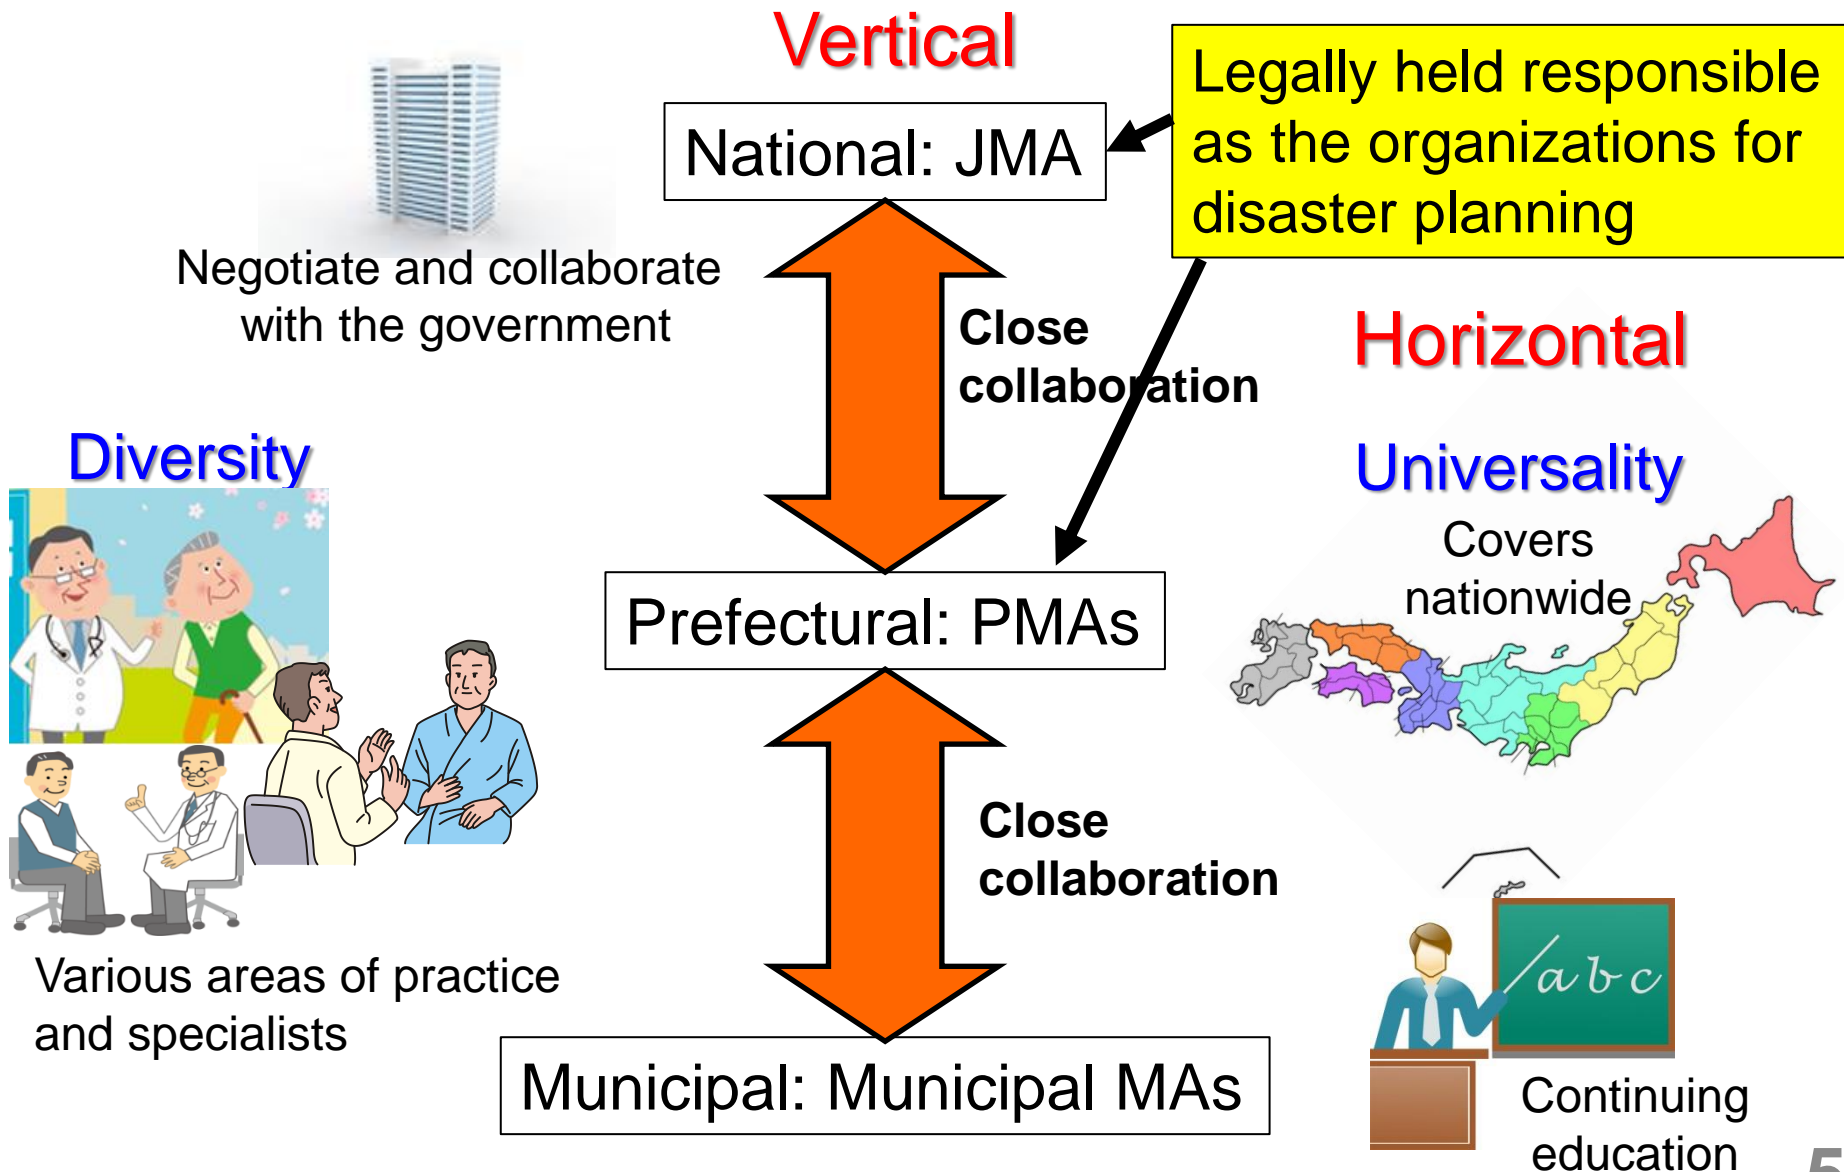 Vertical
Legally held responsible
as the organizations for
disaster planning
National: JMA
Negotiate and collaborate
with the government
Close
collaboration
Horizontal
Diversity
Universality
Covers
nationwide
Prefectural: PMAs
Close
collaboration
abc
Various areas of practice
and specialists
Municipal: Municipal MAs
Continuing
education
5